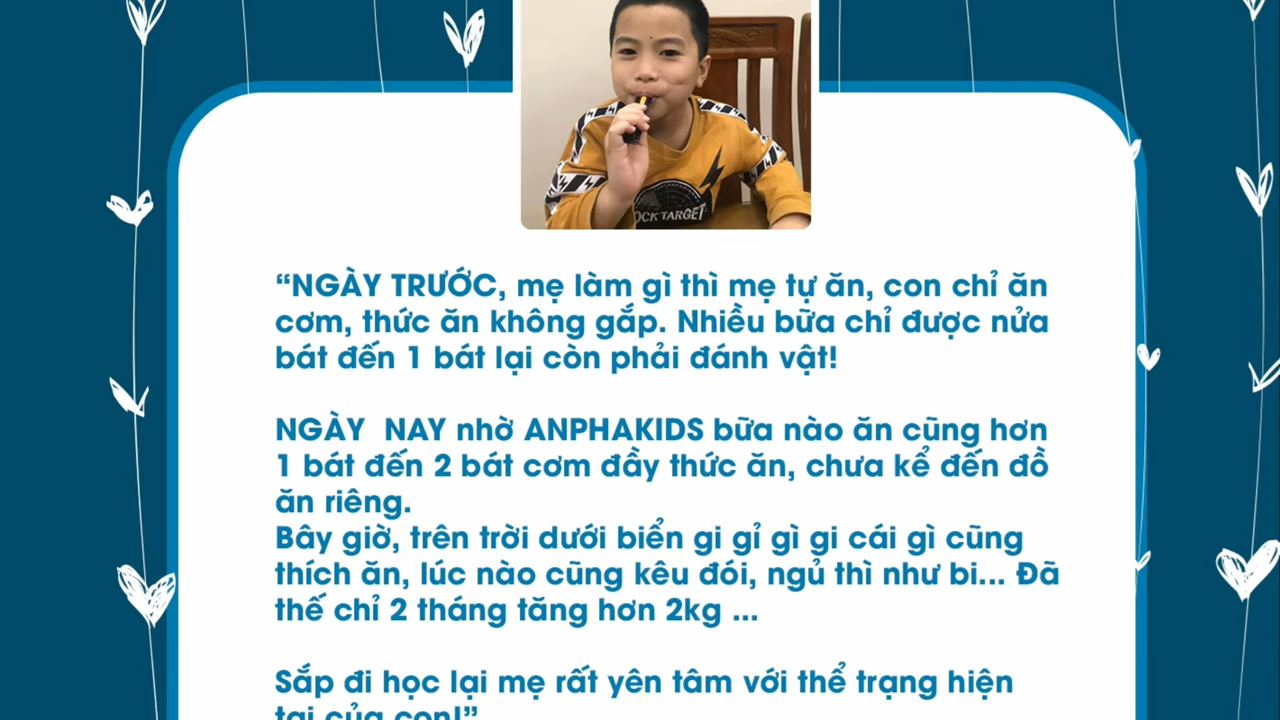 OCK TARGET
“NGÀY TRƯỚC, mẹ làm gì thì mẹ tự ăn, con chỉ ăn
cơm, thức ăn không gắp. Nhiều bữa chỉ được nửa
bát đến 1 bát lại còn phải đánh vật!
NGÀY NAY nhờ ANPHAKIDS bữa nào ăn cũng hơn
1 bát đến 2 bát cơm đầy thức ăn, chưa kể đến đồ
ăn riêng.
Bây giờ, trên trời dưới biển gi gỉ gì gi cái gì cũng
thích ăn, lúc nào cũng kêu đói, ngủ thì như bi... Đã
thế chỉ 2 tháng tăng hơn 2kg ...
Sắp đi học lại mẹ rất yên tâm với thể trạng hiện
tại của con!”